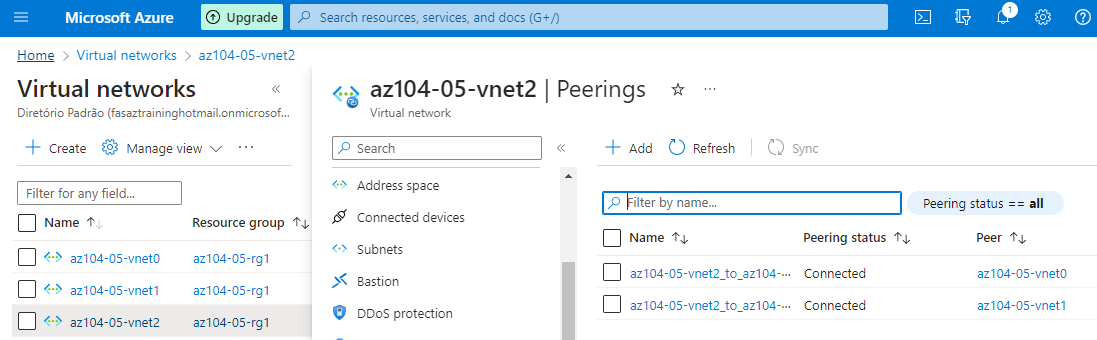 Microsoft Azure
Upgrade
Search resources, services, and docs (G+/)
1
Home > Virtual networks > az104-05-vnet2
Virtual networks «
Diretório Padrão (fasaztraininghotmail.onmicrosof...
+ Create Manage view ...
Filter for any field...
Name ↑↓ Resource group ↑↓
az104-05-vnet0 az104-05-rg1
az104-05-vnet1 az104-05-rg1
az104-05-vnet2 az104-05-rg1
az104-05-vnet2 | Peerings ☆ ...
Virtual network
Search «
Address space
Connected devices
Subnets
Bastion
DDoS protection
+ Add Refresh Sync
Filter by name... Peering status == all
Name ↑↓ Peering status ↑↓ Peer ↑↓
az104-05-vnet2_to_az104-... Connected az104-05-vnet0
az104-05-vnet2_to_az104-... Connected az104-05-vnet1